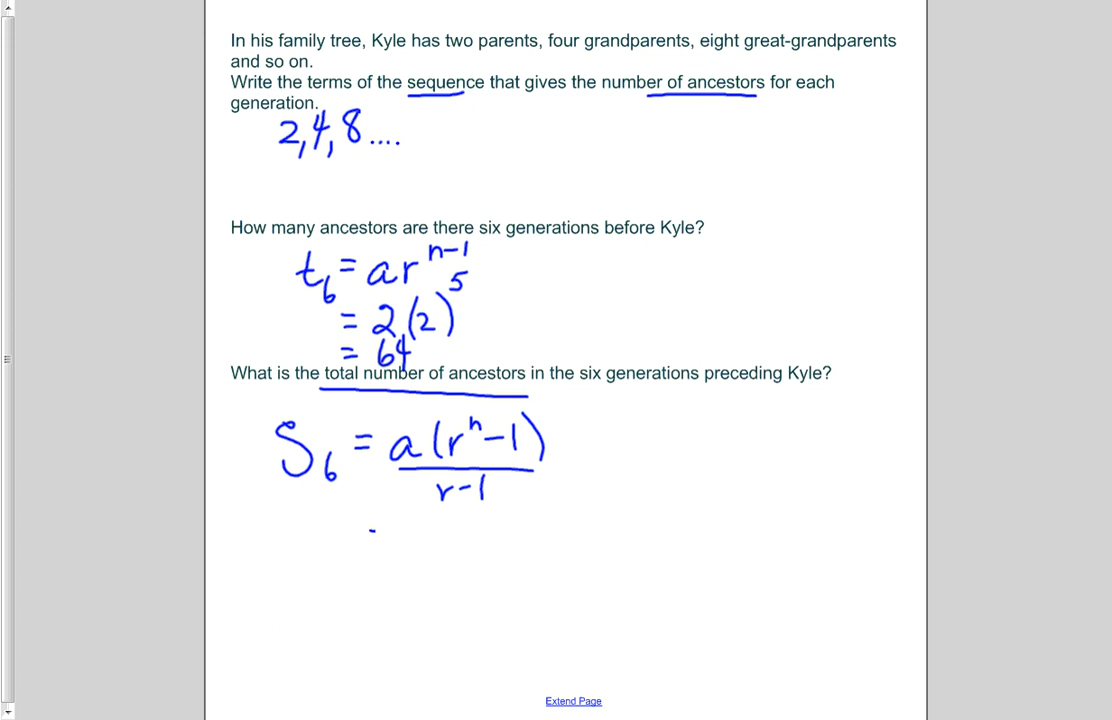 In his family tree, Kyle has two parents, four grandparents, eight great-grandparents
and so on.
Write the terms of the sequence that gives the number of ancestors for each
generation.
2,4,8....
How many ancestors are there six generations before Kyle?
t₆ = arⁿ⁻¹
= 2(2)⁵
= 64
What is the total number of ancestors in the six generations preceding Kyle?
S₆ = a(rⁿ-1)
r-1
Extend Page